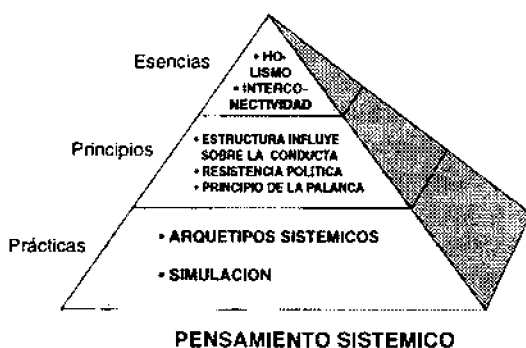 Esencias
• HO-
LISMO
• INTERCO-
NECTIVIDAD
Principios
• ESTRUCTURA INFLUYE
SOBRE LA CONDUCTA
• RESISTENCIA POLITICA
• PRINCIPIO DE LA PALANCA
Prácticas
• ARQUETIPOS SISTEMICOS
• SIMULACION
PENSAMIENTO SISTEMICO